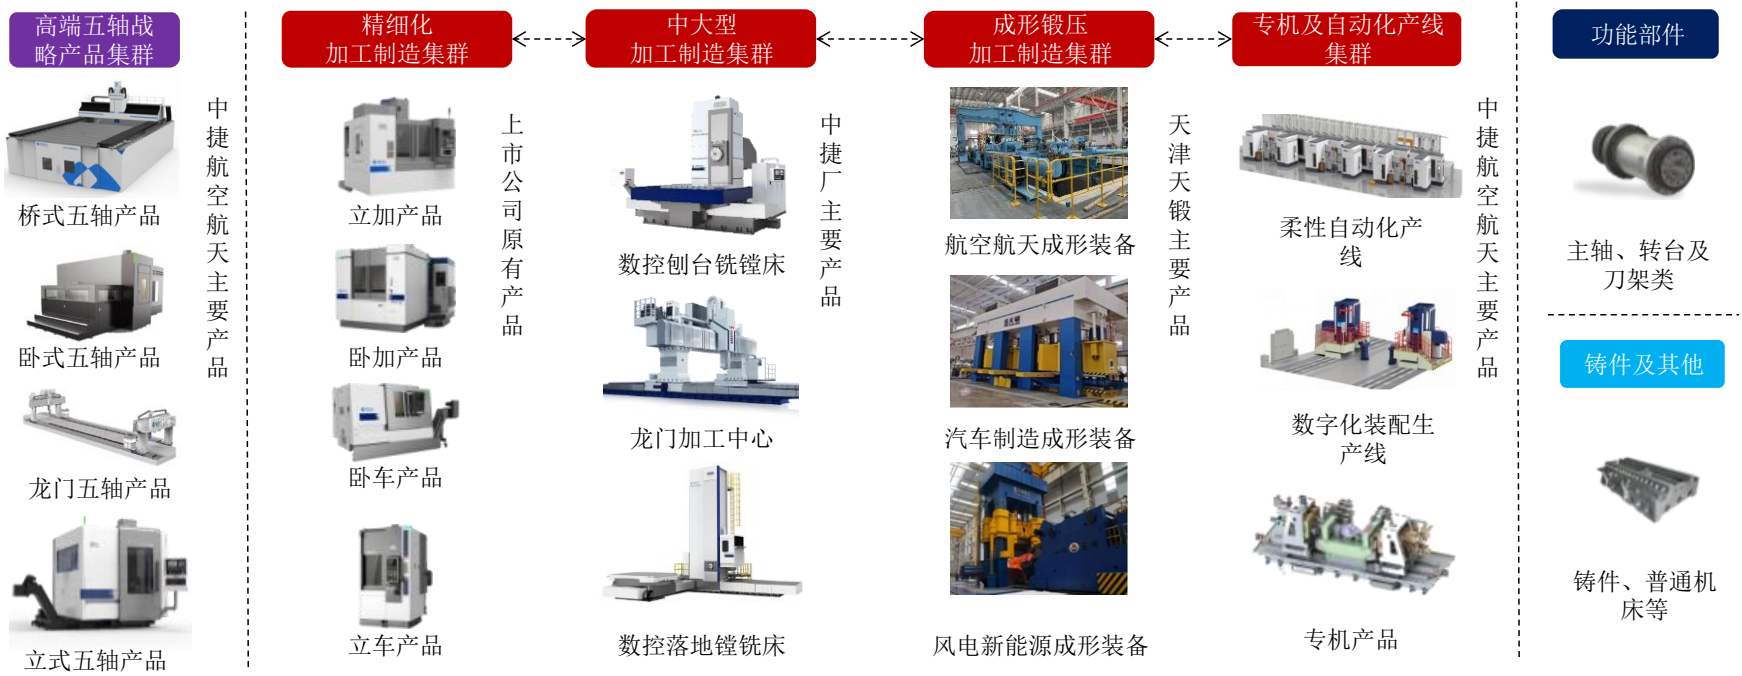 高端五轴战
略产品集群
桥式五轴产品
卧式五轴产品
龙门五轴产品
立式五轴产品
中捷航空航天主要产品
精细化
加工制造集群
立加产品
卧加产品
卧车产品
立车产品
上市公司原有产品
中大型
加工制造集群
数控刨台铣镗床
龙门加工中心
数控落地镗铣床
中捷厂主要产品
成形锻压
加工制造集群
航空航天成形装备
汽车制造成形装备
风电新能源成形装备
天津天锻主要产品
专机及自动化产线
集群
柔性自动化产
线
数字化装配生
产线
专机产品
中捷航空航天主要产品
功能部件
主轴、转台及
刀架类
铸件及其他
铸件、普通机
床等